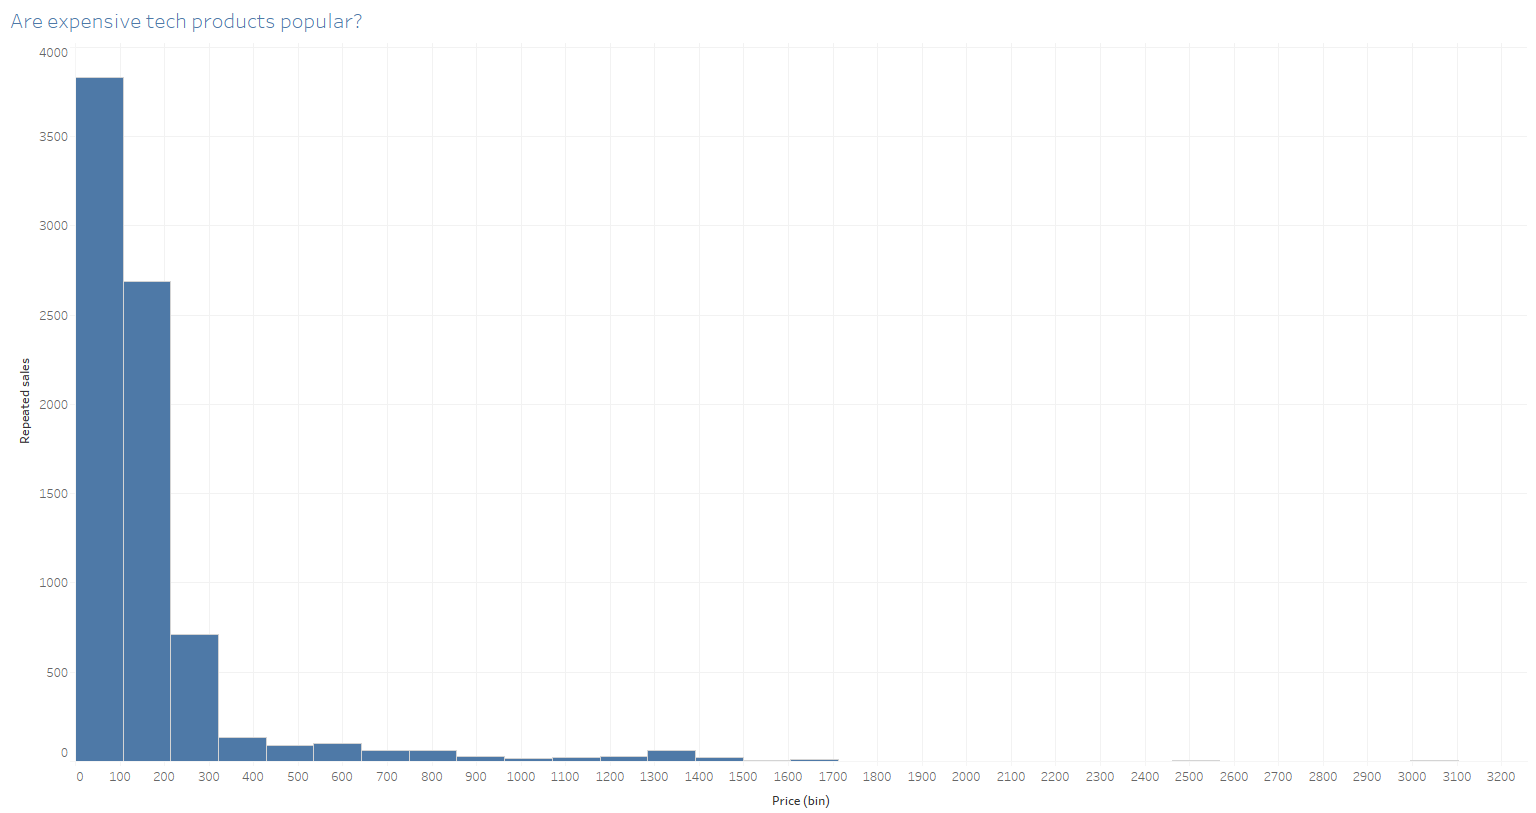 Are expensive tech products popular?
4000
3500
3000
2500
2000
1500
1000
500
0
Repeated sales
0 100 200 300 400 500 600 700 800 900 1000 1100 1200 1300 1400 1500 1600 1700 1800 1900 2000 2100 2200 2300 2400 2500 2600 2700 2800 2900 3000 3100 3200
Price (bin)